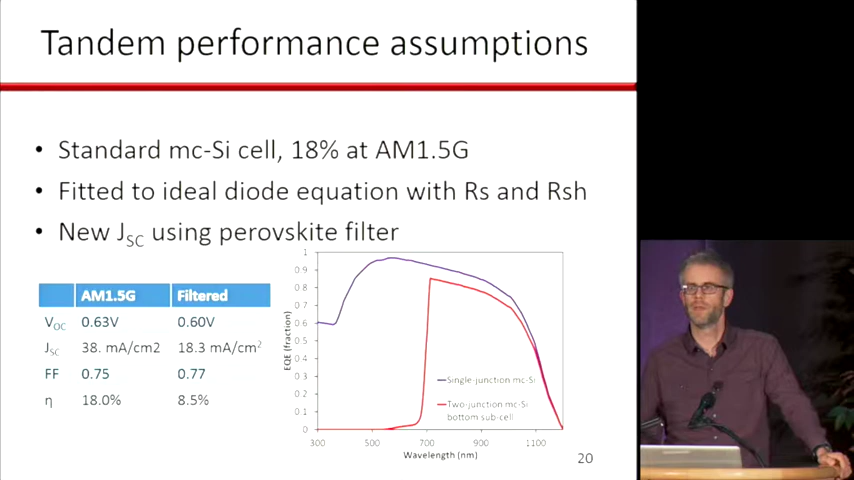 Tandem performance assumptions
• Standard mc-Si cell, 18% at AM1.5G
• Fitted to ideal diode equation with Rs and Rsh
• New JSC using perovskite filter
AM1.5G Filtered
VOC 0.63V 0.60V
JSC 38. mA/cm2 18.3 mA/cm2
FF 0.75 0.77
η 18.0% 8.5%
EQE (fraction)
1
0.9
0.8
0.7
0.6
0.5
0.4
0.3
0.2
0.1
0
Single-junction mc-Si
Two-junction mc-Si
bottom sub-cell
300 500 700 900 1100
Wavelength (nm)
20